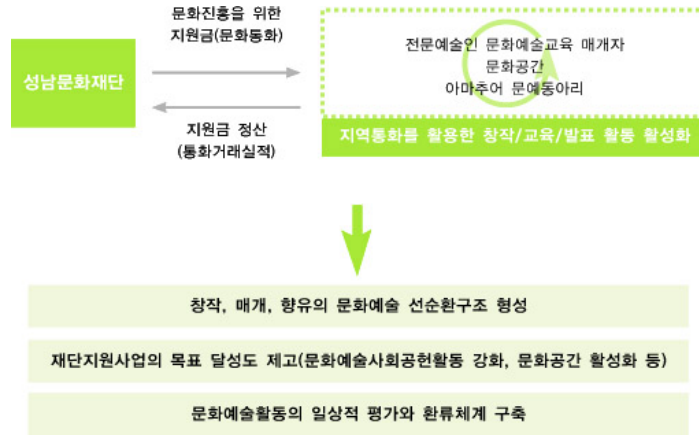 문화진흥을 위한
지원금(문화동화)
성남문화재단
지원금 정산
(통화거래실적)
전문예술인 문화예술교육 매개자
문화공간
아마추어 문예동아리
지역통화를 활용한 창작/교육/발표 활동 활성화
창작, 매개, 향유의 문화예술 선순환구조 형성
재단지원사업의 목표 달성도 제고(문화예술사회공헌활동 강화, 문화공간 활성화 등)
문화예술활동의 일상적 평가와 환류체계 구축